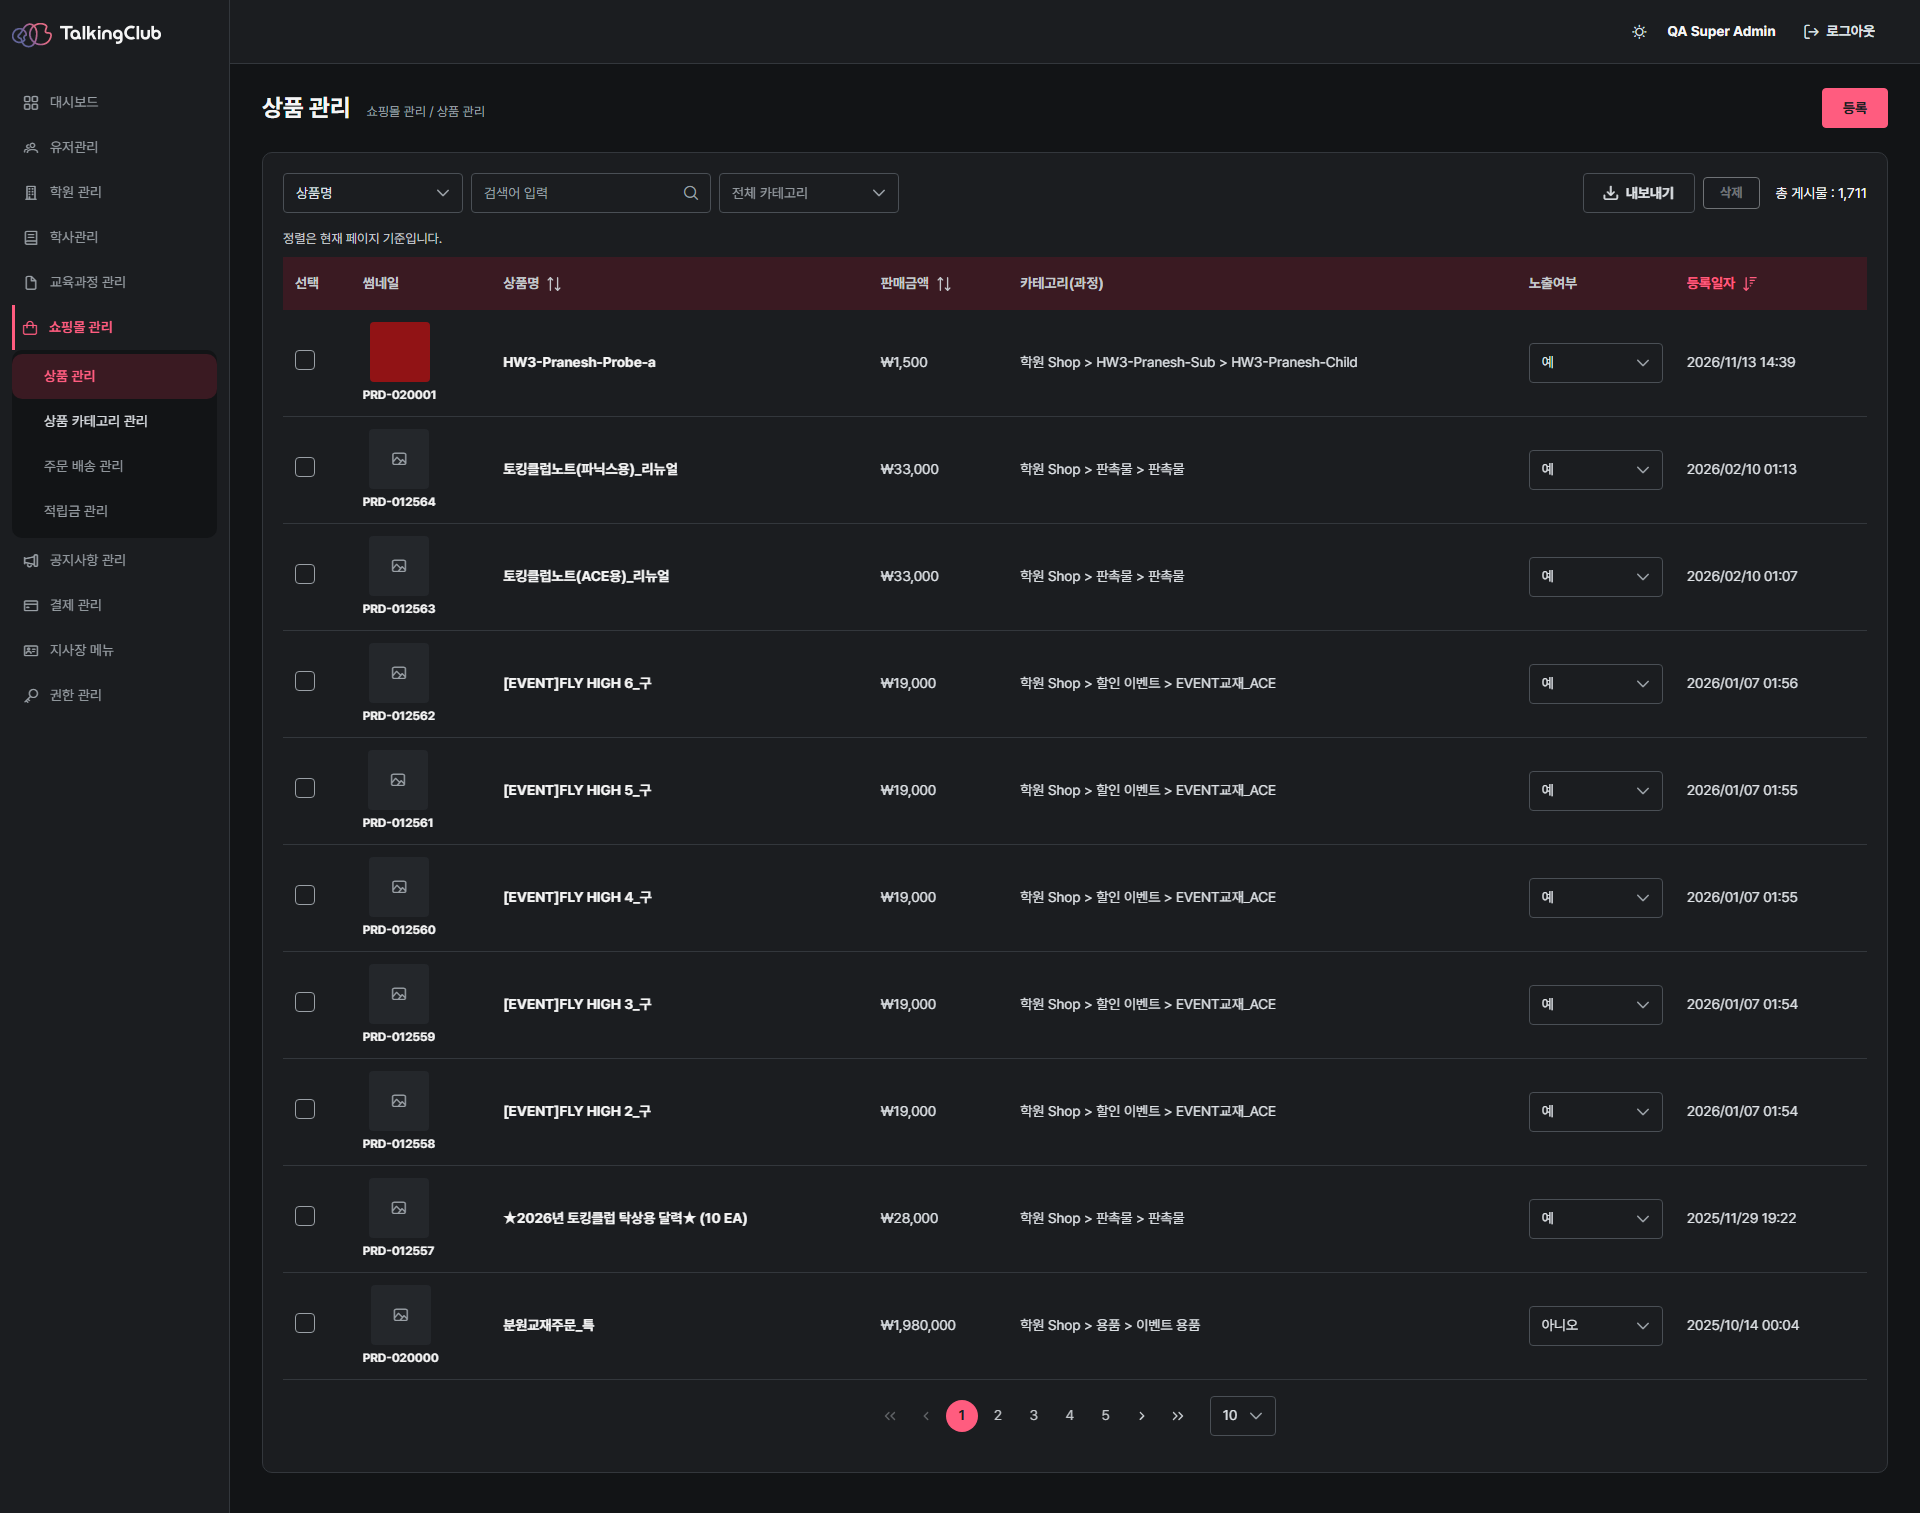 TalkingClub
QA Super Admin
로그아웃
대시보드
유저관리
학원 관리
학사관리
교육과정 관리
쇼핑몰 관리
상품 관리
상품 카테고리 관리
주문 배송 관리
적립금 관리
공지사항 관리
결제 관리
지사장 메뉴
권한 관리
상품 관리 쇼핑몰 관리 / 상품 관리
등록
상품명 검색어 입력 전체 카테고리 내보내기 삭제 총 게시물 : 1,711
정렬은 현재 페이지 기준입니다.
선택 썸네일 상품명 판매금액 카테고리(과정) 노출여부 등록일자
HW3-Pranesh-Probe-a ₩1,500 학원 Shop > HW3-Pranesh-Sub > HW3-Pranesh-Child 예 2026/11/13 14:39
PRD-020001
토킹클럽노트(파닉스용)_리뉴얼 ₩33,000 학원 Shop > 판촉물 > 판촉물 예 2026/02/10 01:13
PRD-012564
토킹클럽노트(ACE용)_리뉴얼 ₩33,000 학원 Shop > 판촉물 > 판촉물 예 2026/02/10 01:07
PRD-012563
[EVENT]FLY HIGH 6_구 ₩19,000 학원 Shop > 할인 이벤트 > EVENT교재_ACE 예 2026/01/07 01:56
PRD-012562
[EVENT]FLY HIGH 5_구 ₩19,000 학원 Shop > 할인 이벤트 > EVENT교재_ACE 예 2026/01/07 01:55
PRD-012561
[EVENT]FLY HIGH 4_구 ₩19,000 학원 Shop > 할인 이벤트 > EVENT교재_ACE 예 2026/01/07 01:55
PRD-012560
[EVENT]FLY HIGH 3_구 ₩19,000 학원 Shop > 할인 이벤트 > EVENT교재_ACE 예 2026/01/07 01:54
PRD-012559
[EVENT]FLY HIGH 2_구 ₩19,000 학원 Shop > 할인 이벤트 > EVENT교재_ACE 예 2026/01/07 01:54
PRD-012558
★2026년 토킹클럽 탁상용 달력★ (10 EA) ₩28,000 학원 Shop > 판촉물 > 판촉물 예 2025/11/29 19:22
PRD-012557
분원교재주문_특 ₩1,980,000 학원 Shop > 용품 > 이벤트 용품 아니오 2025/10/14 00:04
PRD-020000
« ‹ 1 2 3 4 5 › » 10